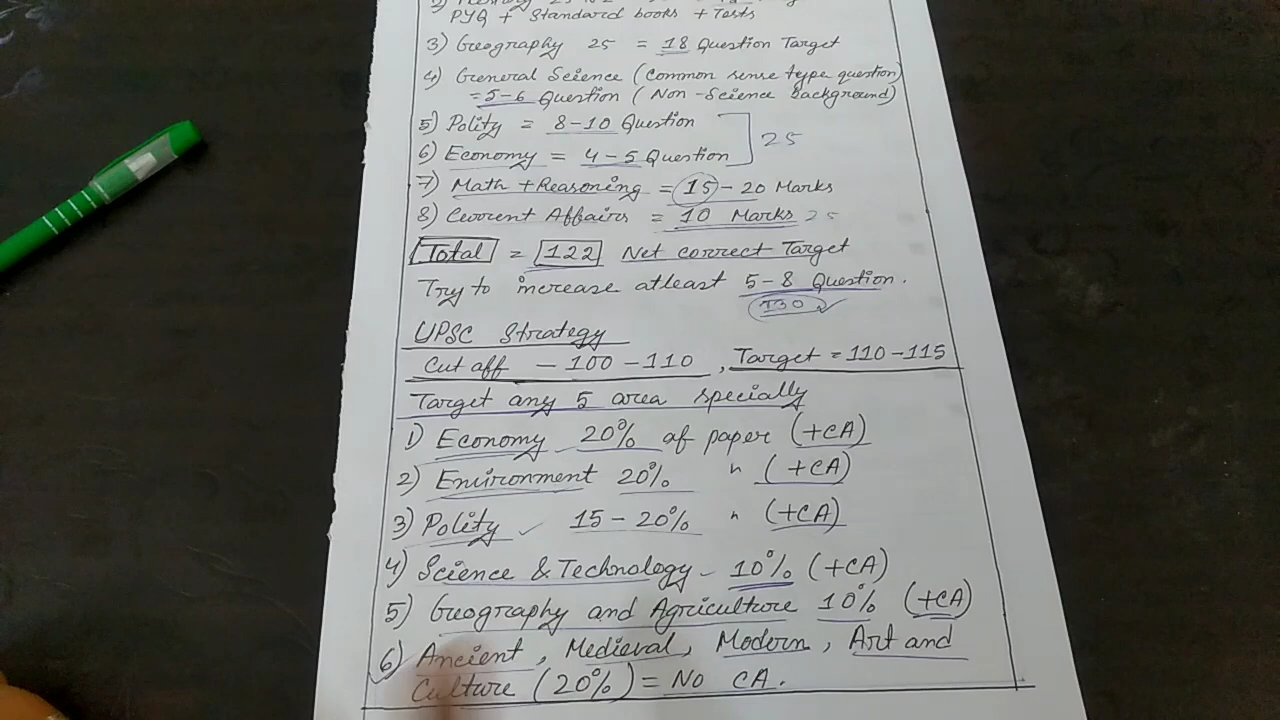 PYQ + Standard books + Tests
3) Geography 25 = 18 Question Target
4) General Science (Common sense type question)
= 5-6 Question (Non-Science background)
5) Polity = 8-10 Question
6) Economy = 4-5 Question
25
7) Math + Reasoning = 15 - 20 Marks
8) Current Affairs = 10 Marks 25
Total = 122 Net correct Target
Try to increase atleast 5-8 Question.
130
UPSC Strategy
Cut off - 100 - 110, Target = 110 - 115
Target any 5 area specially
1) Economy 20% of paper (+CA)
2) Environment 20% " (+CA)
3) Polity 15 - 20% " (+CA)
4) Science & Technology - 10% (+CA)
5) Geography and Agriculture 10% (+CA)
6) Ancient, Medieval, Modern, Art and
Culture (20%) = No CA.